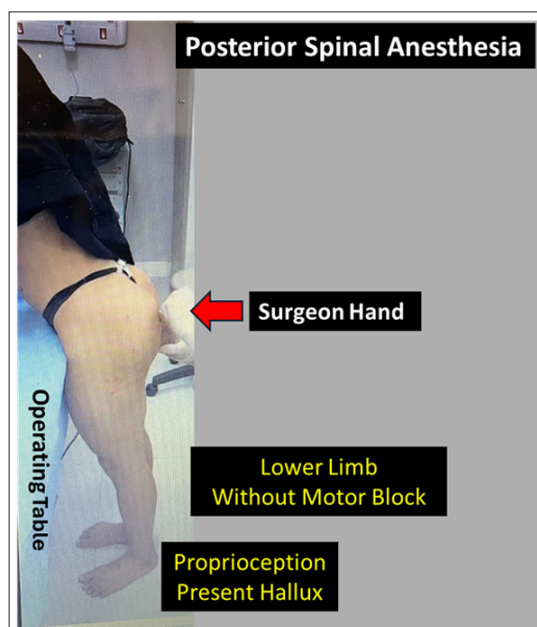 Posterior Spinal Anesthesia
Surgeon Hand
Operating Table
Lower Limb
Without Motor Block
Proprioception
Present Hallux